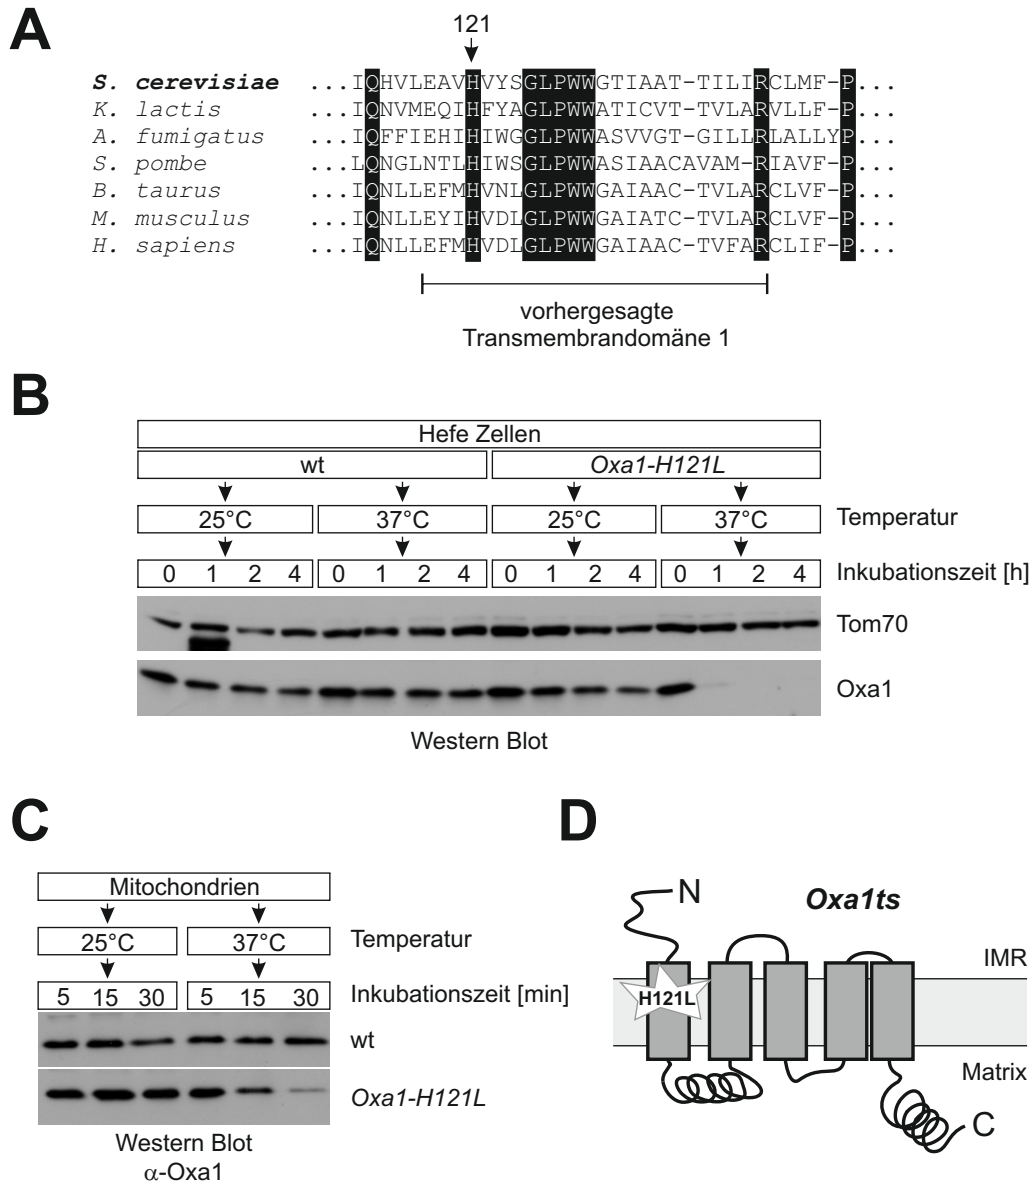 A
121
S. cerevisiae ...IQHVLEAVHVYSGLPWWGTIAAT-TILIRCLMF-P...
K. lactis ...IQNVMEQIHFYAGLPWWATICVT-TVLARVLLF-P...
A. fumigatus ...IQFFIEHIHIWGGLPWWASVVGT-GILLRLALLYP...
S. pombe ...LQNGLNTLHIWSGLPWWASIAACAVAM-RIAVF-P...
B. taurus ...IQNLLEFMHVNLGLPWWGAIAAC-TVLARCLVF-P...
M. musculus ...IQNLLEYIHVDLGLPWWGAIATC-TVLARCLVF-P...
H. sapiens ...IQNLLEFMHVDLGLPWWGAIAAC-TVFARCLIF-P...
vorhergesagte
Transmembrandomäne 1
B
Hefe Zellen
wt Oxa1-H121L
25°C 37°C 25°C 37°C Temperatur
0 1 2 4 0 1 2 4 0 1 2 4 0 1 2 4 Inkubationszeit [h]
Tom70
Oxa1
Western Blot
C
Mitochondrien
25°C 37°C Temperatur
5 15 30 5 15 30 Inkubationszeit [min]
wt
Oxa1-H121L
Western Blot
α-Oxa1
D
N Oxa1ts
IMR
H121L
Matrix
C